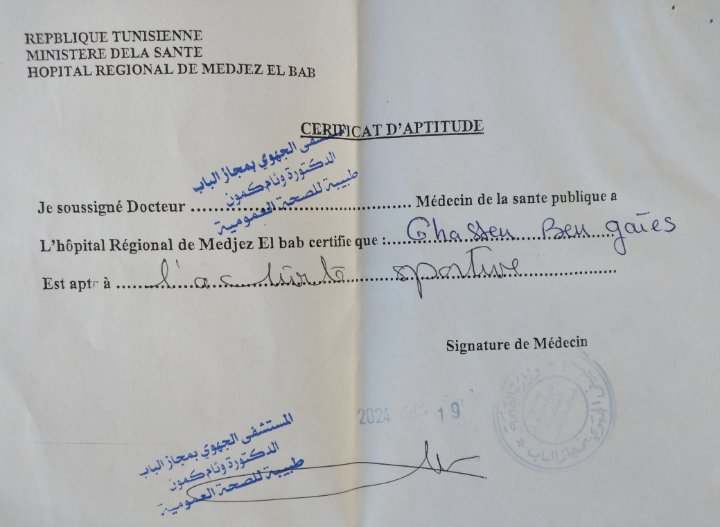 REPBLIQUE TUNISIENNE
MINISTERE DELA SANTE
HOPITAL REGIONAL DE MEDJEZ EL BAB
CERIFICAT D'APTITUDE
المستشفى الجهوي بمجاز الباب
الدكتورة وئام كمون
طبيبة للصحة العمومية
Je soussigné Docteur ........................................ Médecin de la sante publique a
L'hôpital Régional de Medjez El bab certifie que : Ghassen Ben gaies
Est apte à l'activité sportive
Signature de Médecin
2024 19
المستشفى الجهوي بمجاز الباب
الدكتورة وئام كمون
طبيبة للصحة العمومية